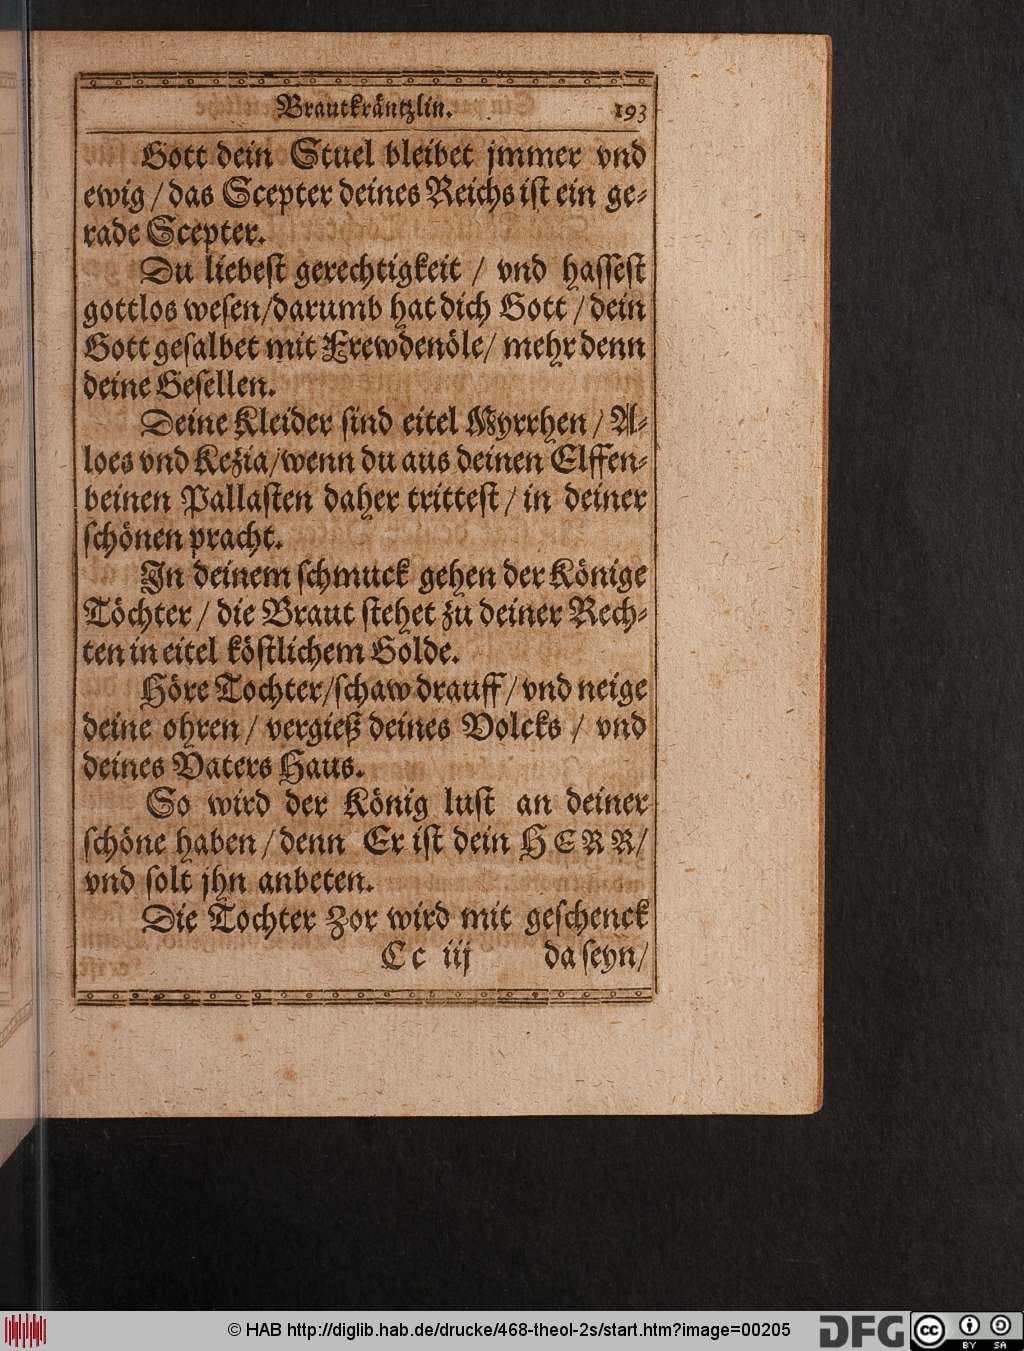 Brautkräntzlin. 193
Gott dein Stuel bleibet jmmer vnd
ewig / das Scepter deines Reichs ist ein ge-
rade Scepter.
Du liebest gerechtigkeit / vnd hassest
gottlos wesen/darumb hat dich Gott / dein
Gott gesalbet mit Frewdenöle/ mehr denn
deine Gesellen.
Deine Kleider sind eitel Myrrhen / A-
loes vnd Kezia/wenn du aus deinen Elffen-
beinen Pallasten daher trittest / in deiner
schönen pracht.
In deinem schmuck gehen der Könige
Töchter / die Braut stehet zu deiner Rech-
ten in eitel köstlichem Golde.
Höre Tochter/schaw drauff/vnd neige
deine ohren / vergieß deines Volcks / vnd
deines Vaters Haus.
So wird der König lust an deiner
schöne haben / denn Er ist dein HERR/
vnd solt jhn anbeten.
Die Tochter Zor wird mit geschenck
Cc iij da seyn/
© HAB http://diglib.hab.de/drucke/468-theol-2s/start.htm?image=00205
DFG
cc BY SA